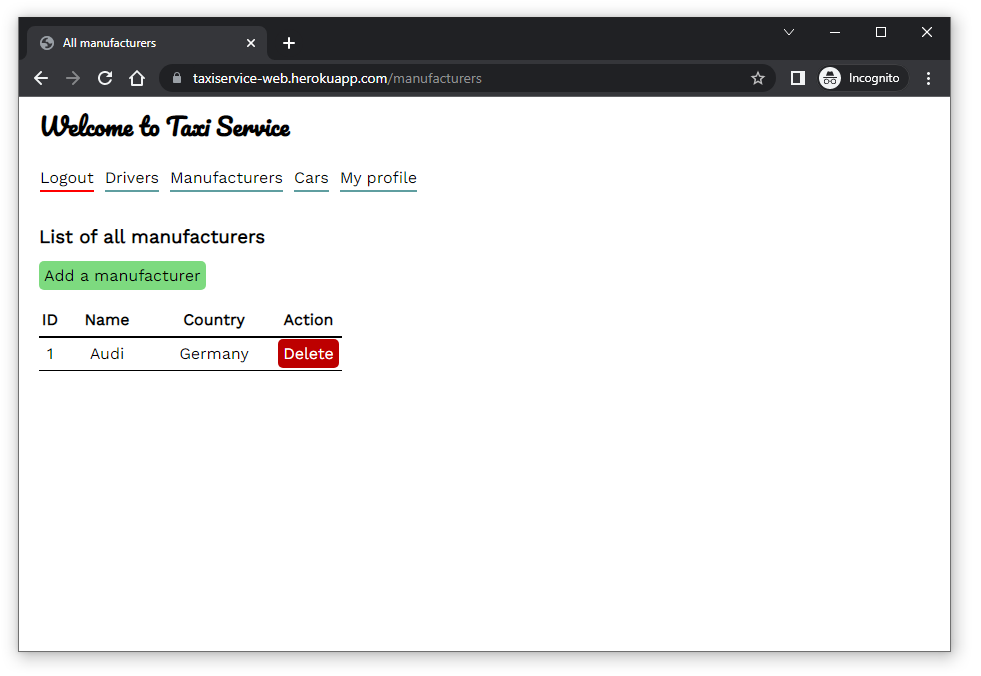 All manufacturers
taxiservice-web.herokuapp.com/manufacturers
Incognito
Welcome to Taxi Service
Logout Drivers Manufacturers Cars My profile
List of all manufacturers
Add a manufacturer
ID Name Country Action
1 Audi Germany Delete